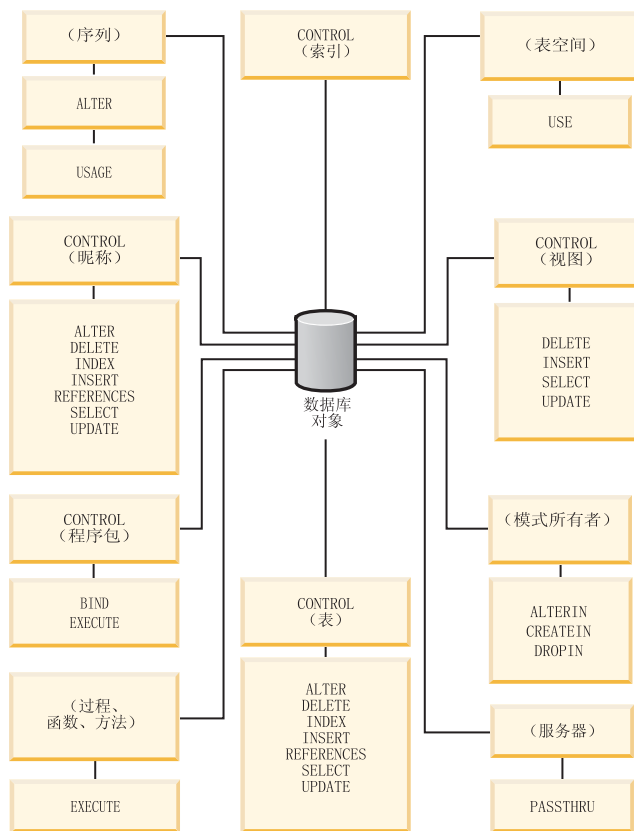 （序列）
ALTER
USAGE
CONTROL
（索引）
（表空间）
USE
CONTROL
（昵称）
ALTER
DELETE
INDEX
INSERT
REFERENCES
SELECT
UPDATE
CONTROL
（视图）
DELETE
INSERT
SELECT
UPDATE
数据库
对象
CONTROL
（程序包）
BIND
EXECUTE
CONTROL
（表）
ALTER
DELETE
INDEX
INSERT
REFERENCES
SELECT
UPDATE
（模式所有者）
ALTERIN
CREATEIN
DROPIN
（过程、
函数、方法）
EXECUTE
（服务器）
PASSTHRU